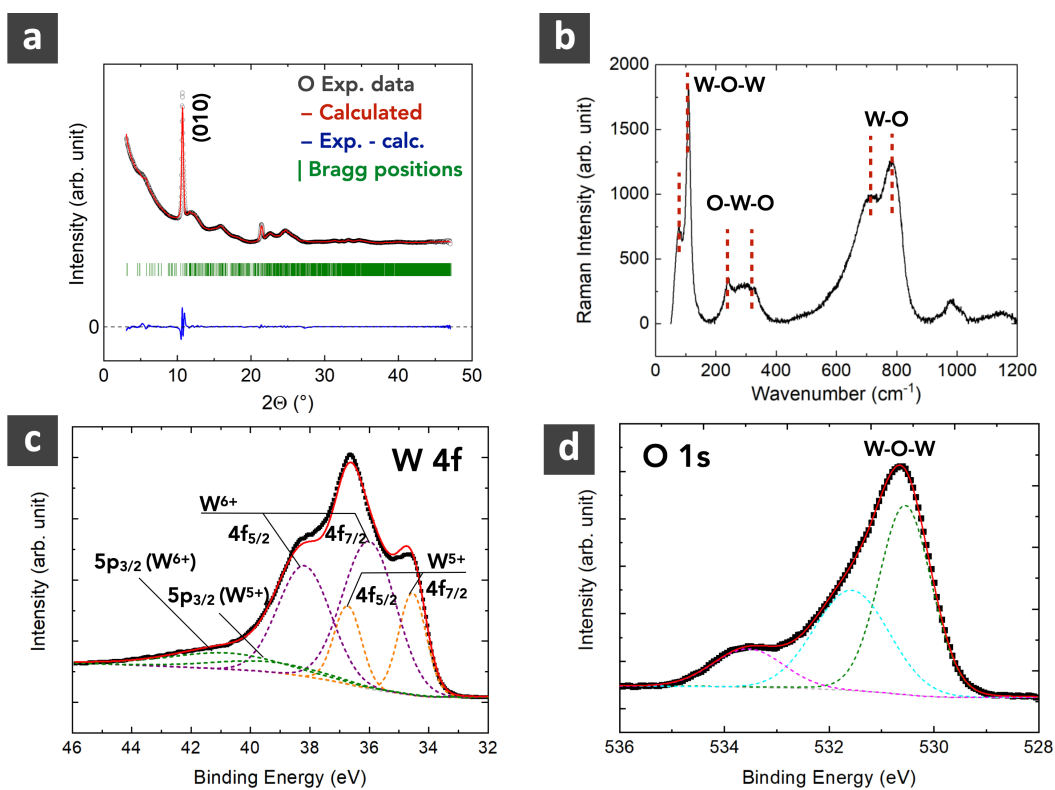 a
Intensity (arb. unit)
(010)
O Exp. data
– Calculated
– Exp. - calc.
| Bragg positions
0
0 10 20 30 40 50
2Θ (°)
b
Raman Intensity (arb. unit)
2000
1500
1000
500
0
W-O-W
W-O
O-W-O
0 200 400 600 800 1000 1200
Wavenumber (cm-1)
c
Intensity (arb. unit)
W 4f
W6+
4f5/2 4f7/2
5p3/2 (W6+)
W5+
5p3/2 (W5+)
4f5/2 4f7/2
46 44 42 40 38 36 34 32
Binding Energy (eV)
d
Intensity (arb. unit)
O 1s
W-O-W
536 534 532 530 528
Binding Energy (eV)